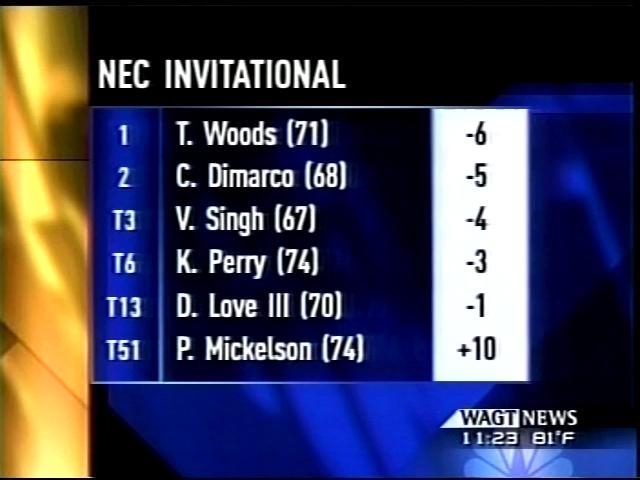 NEC INVITATIONAL
1 T. Woods (71) -6
2 C. Dimarco (68) -5
T3 V. Singh (67) -4
T6 K. Perry (74) -3
T13 D. Love III (70) -1
T51 P. Mickelson (74) +10
WAGT NEWS
11:23 81°F